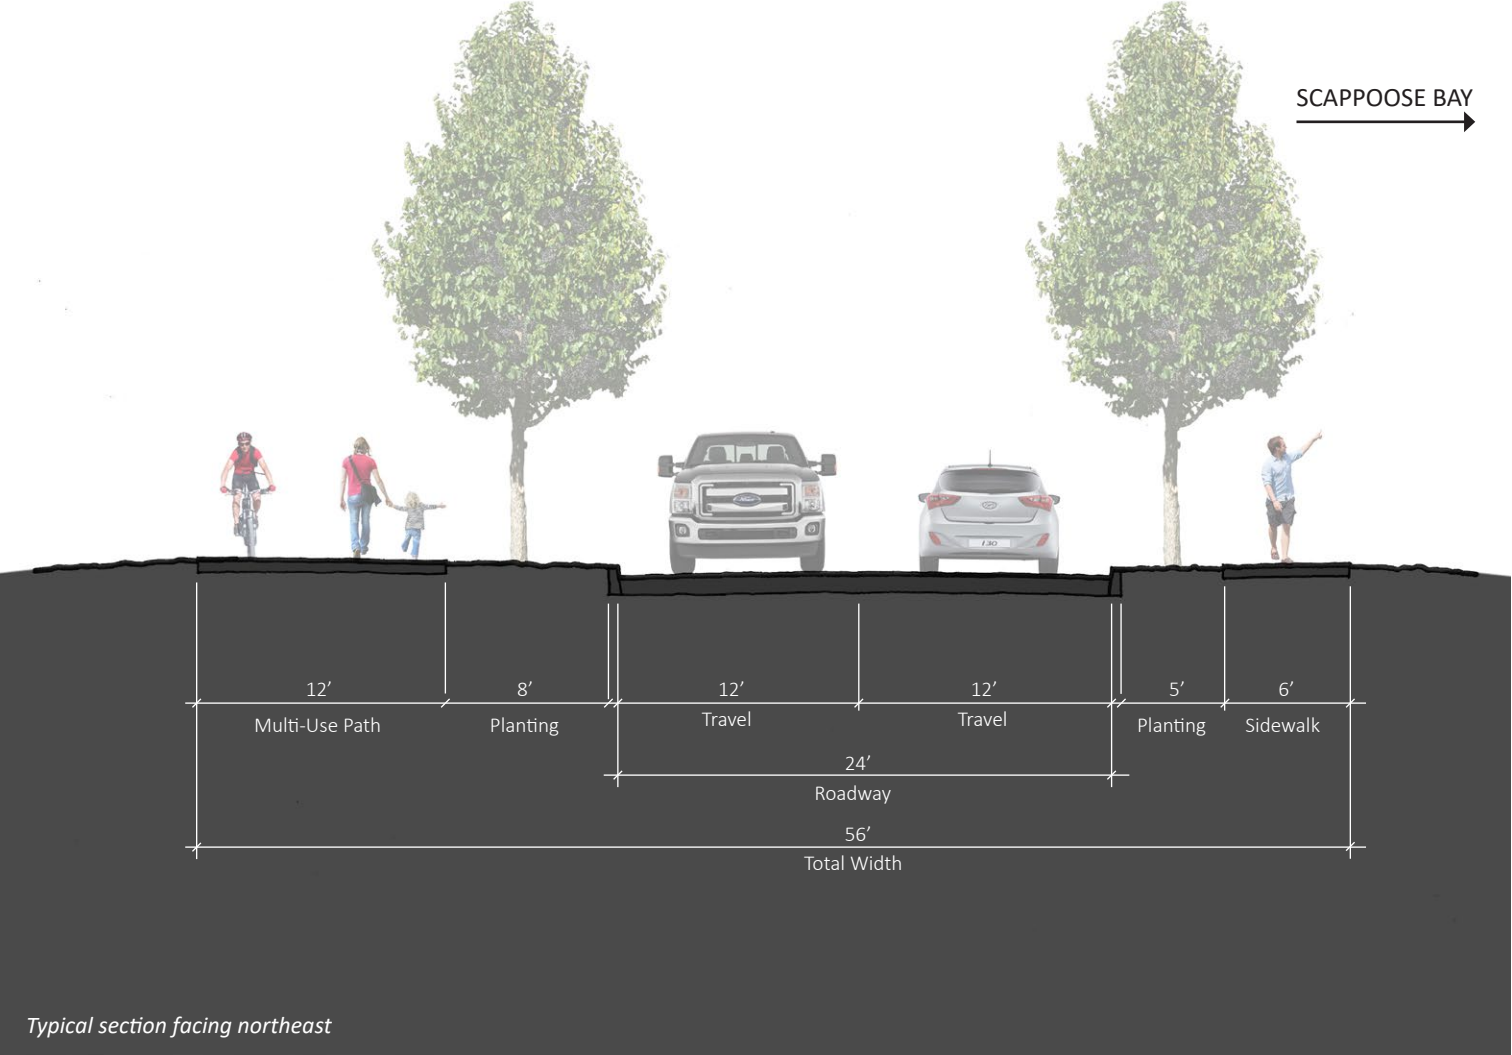 SCAPPOOSE BAY
12’
8’
12’
12’
5’
6’
Multi-Use Path
Planting
Travel
Travel
Planting
Sidewalk
24’
Roadway
56’
Total Width
Typical section facing northeast